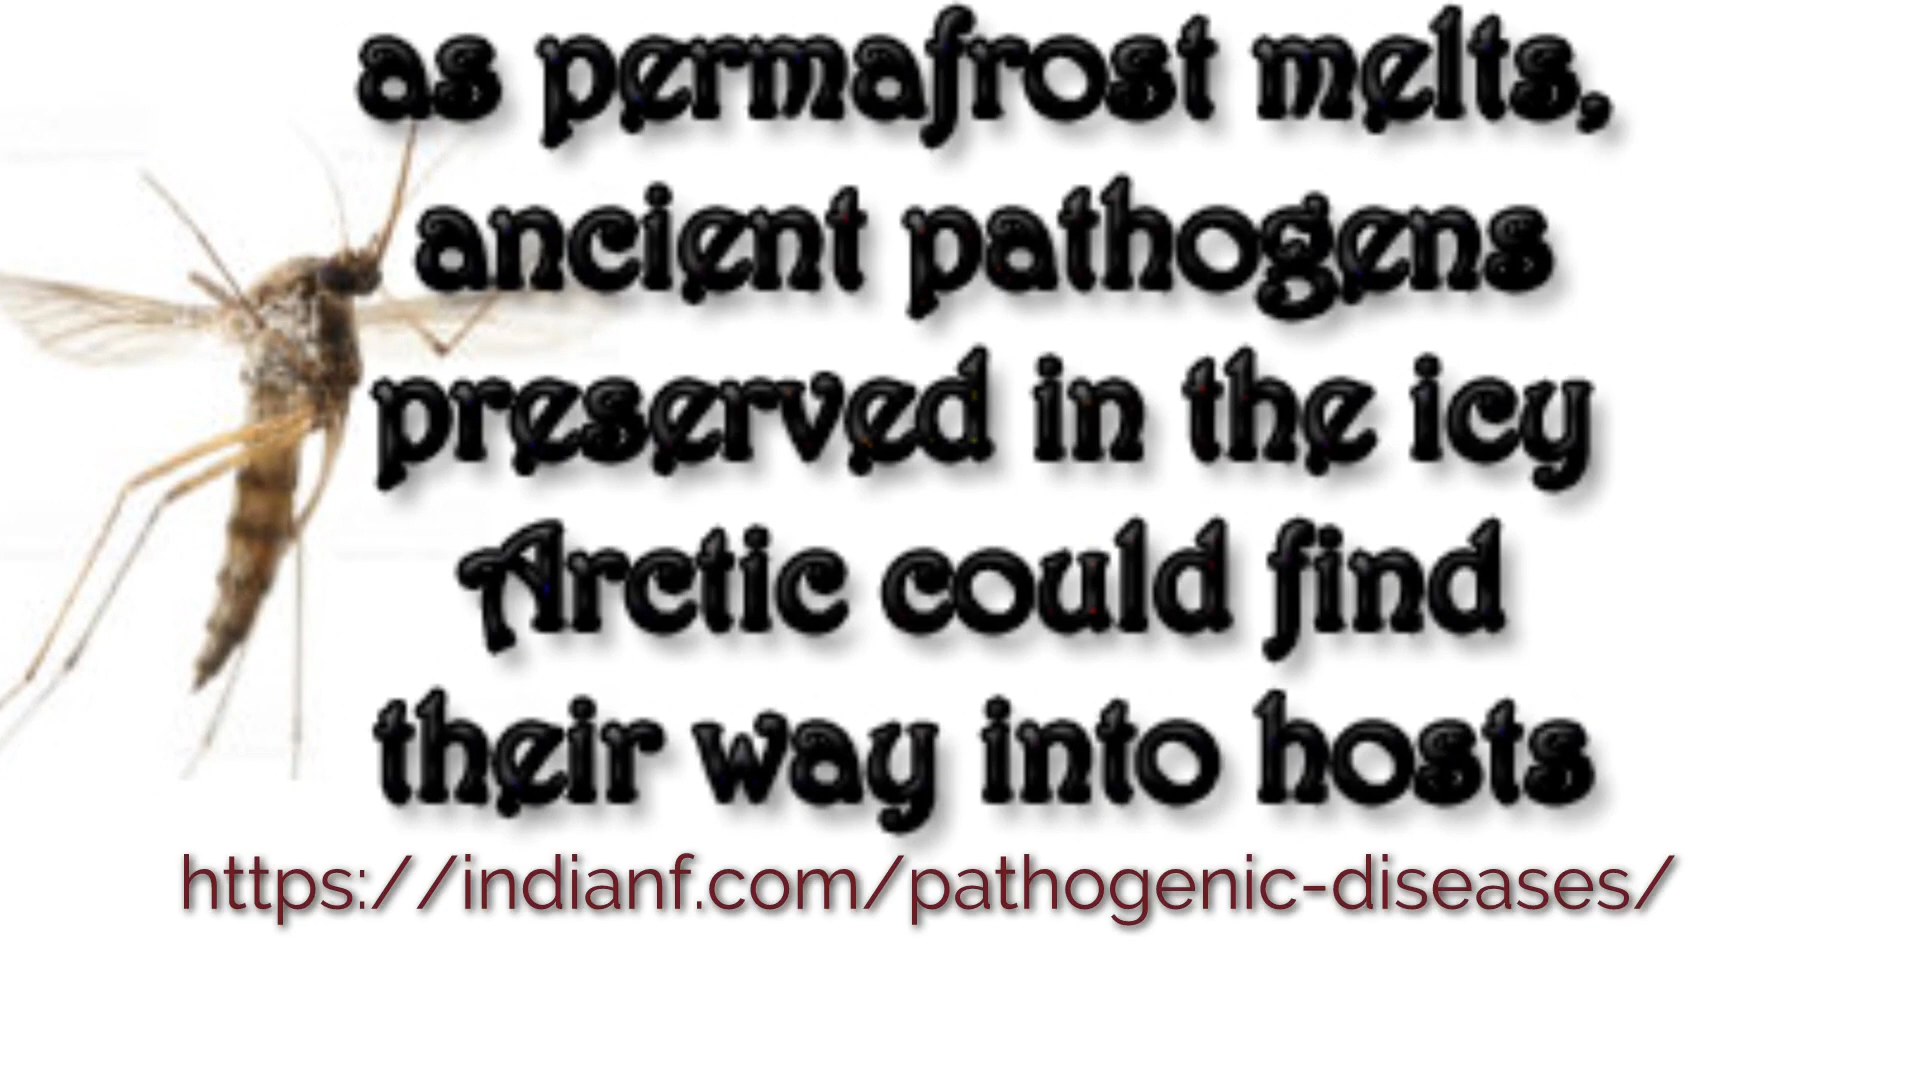 as permafrost melts,
ancient pathogens
preserved in the icy
Arctic could find
their way into hosts
https://indianf.com/pathogenic-diseases/